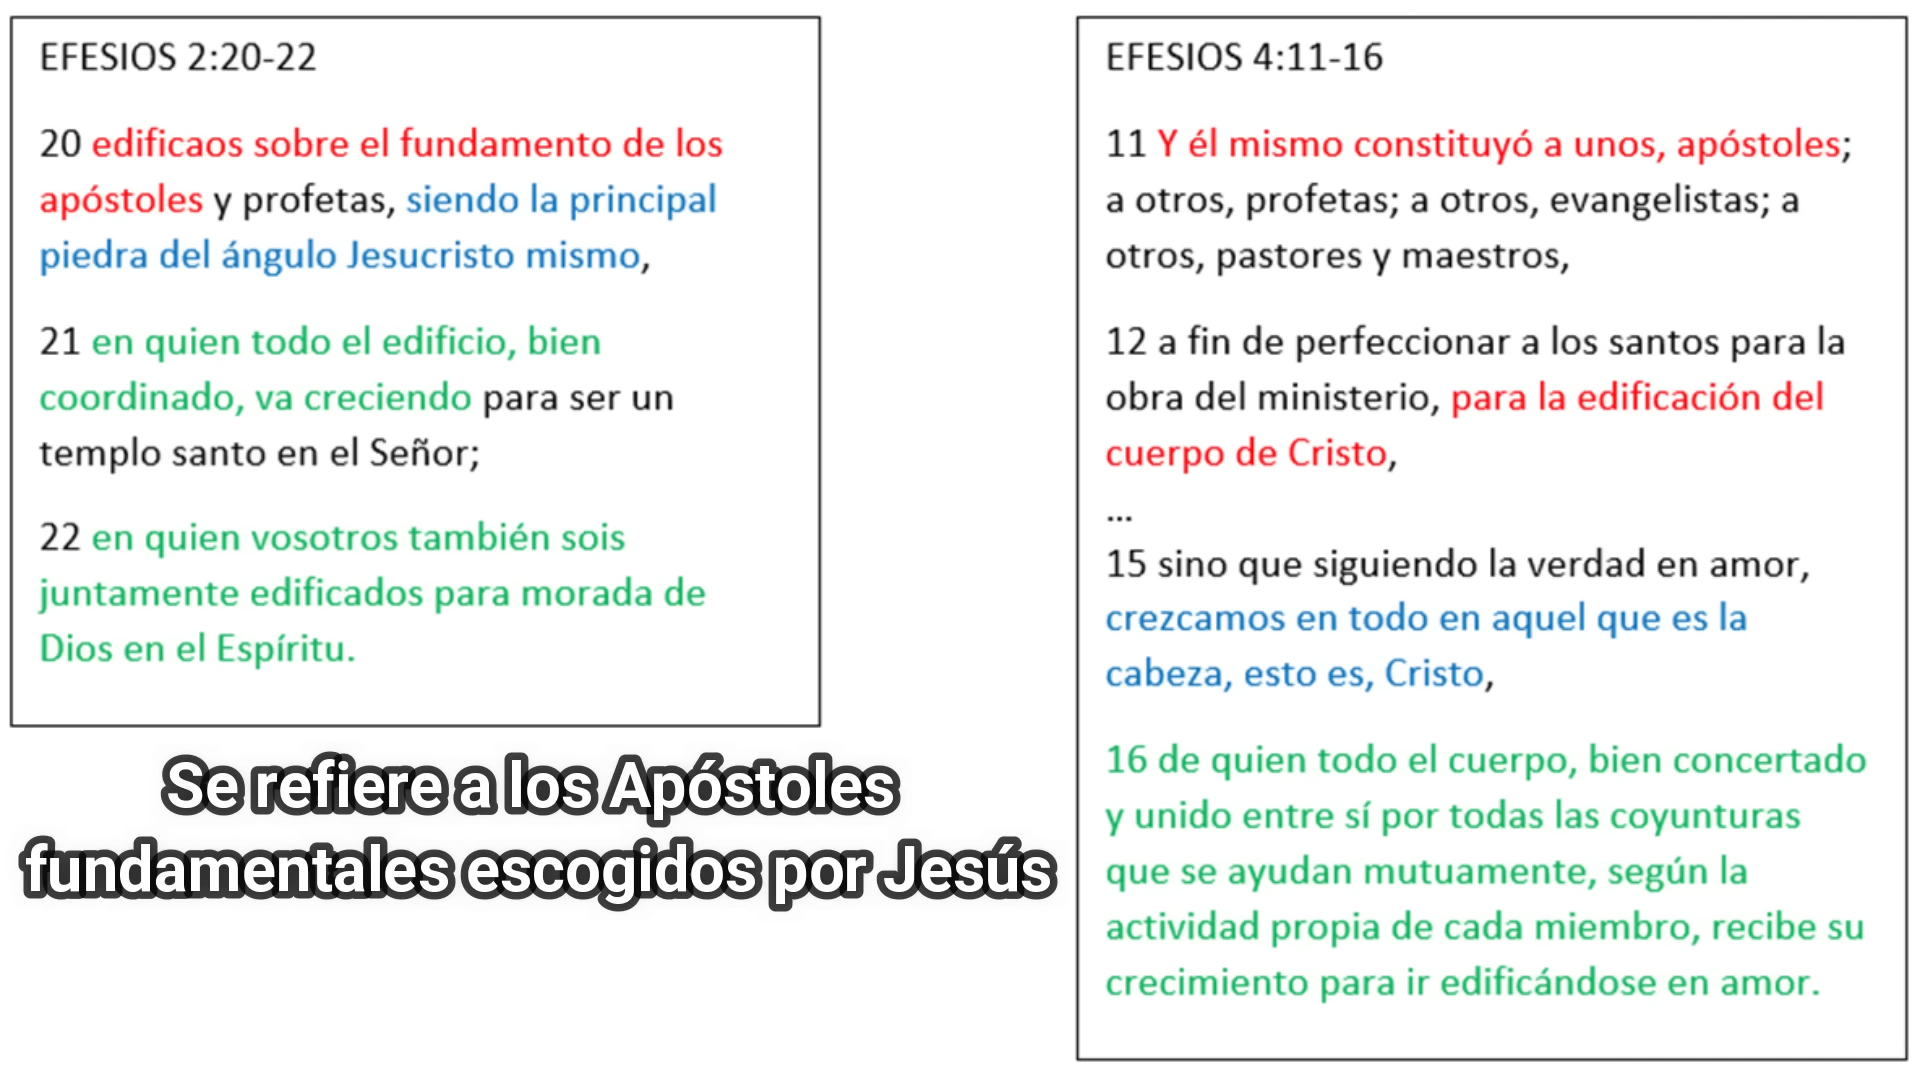 EFESIOS 2:20-22
20 edificaos sobre el fundamento de los
apóstoles y profetas, siendo la principal
piedra del ángulo Jesucristo mismo,
21 en quien todo el edificio, bien
coordinado, va creciendo para ser un
templo santo en el Señor;
22 en quien vosotros también sois
juntamente edificados para morada de
Dios en el Espíritu.
Se refiere a los Apóstoles
fundamentales escogidos por Jesús
EFESIOS 4:11-16
11 Y él mismo constituyó a unos, apóstoles;
a otros, profetas; a otros, evangelistas; a
otros, pastores y maestros,
12 a fin de perfeccionar a los santos para la
obra del ministerio, para la edificación del
cuerpo de Cristo,
...
15 sino que siguiendo la verdad en amor,
crezcamos en todo en aquel que es la
cabeza, esto es, Cristo,
16 de quien todo el cuerpo, bien concertado
y unido entre sí por todas las coyunturas
que se ayudan mutuamente, según la
actividad propia de cada miembro, recibe su
crecimiento para ir edificándose en amor.